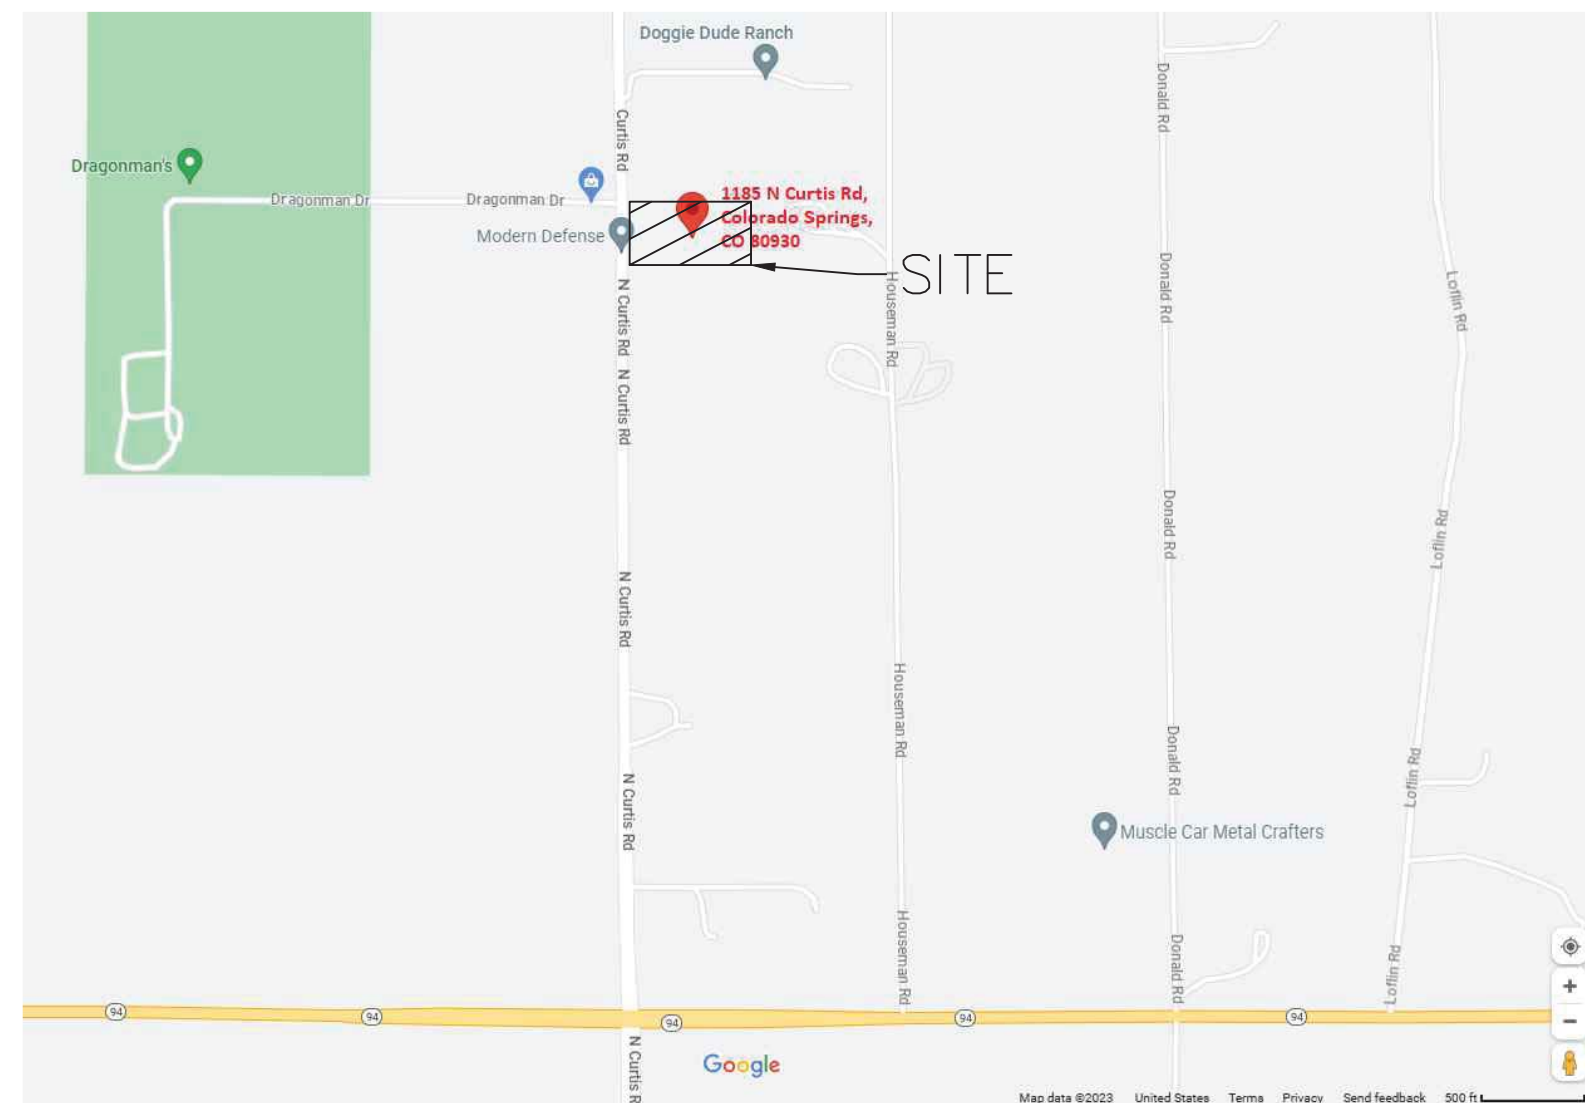 Doggie Dude Ranch
Donald Rd
Curtis Rd
Dragonman's
Dragonman Dr
Dragonman Dr
1185 N Curtis Rd,
Colorado Springs,
CO 80930
Modern Defense
SITE
N Curtis Rd
Houseman Rd
Donald Rd
Loflin Rd
N Curtis Rd
Donald Rd
Loflin Rd
N Curtis Rd
Houseman Rd
Donald Rd
Loflin Rd
N Curtis Rd
Muscle Car Metal Crafters
Houseman Rd
Donald Rd
Loflin Rd
94
94
94
94
94
N Curtis R
Google
+
−
Map data ©2023 United States Terms Privacy Send feedback 500 ft